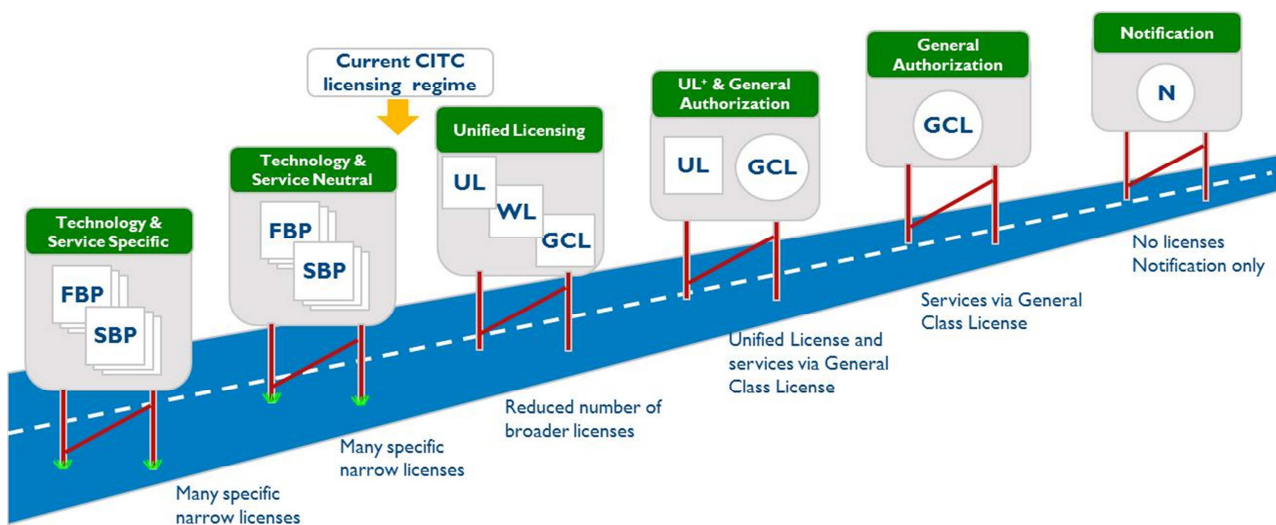 Current CITC
licensing regime
Technology &
Service Specific
FBP
SBP
Many specific
narrow licenses
Technology &
Service Neutral
FBP
SBP
Many specific
narrow licenses
Unified Licensing
UL
WL
GCL
Reduced number of
broader licenses
UL⁺ & General
Authorization
UL
GCL
Unified License and
services via General
Class License
General
Authorization
GCL
Services via General
Class License
Notification
N
No licenses
Notification only